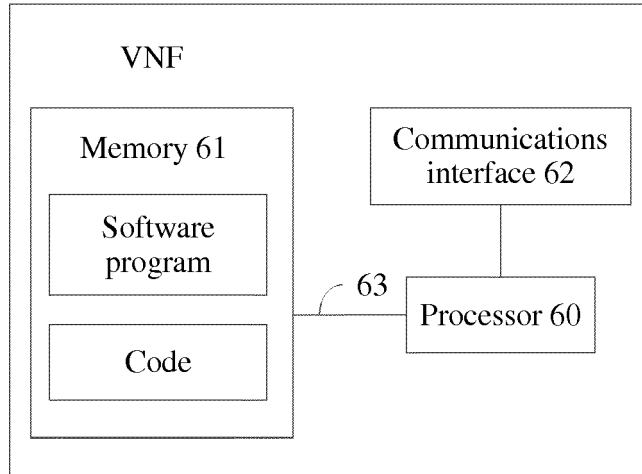 VNF
Memory 61
Software
program
Code
Communications
interface 62
63
Processor 60